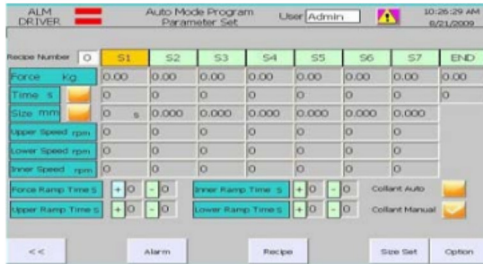 ALM DRIVER Auto Mode Program Parameter Set User Admin 10:26:29 AM 8/21/2009
Recipe Number 0 S1 S2 S3 S4 S5 S6 S7 END
Force Kg 0.00 0.00 0.00 0.00 0.00 0.00 0.00 0.00
Time s 0 0 0 0 0 0 0 0
Size mm 0 s 0.000 0.000 0.000 0.000 0.000 0.000
Upper Speed rpm 0 0 0 0 0 0 0
Lower Speed rpm 0 0 0 0 0 0 0
Inner Speed rpm 0 0 0 0 0 0 0
Force Ramp Time S + 0 - 0 Inner Ramp Time S + 0 - 0 Collant Auto
Upper Ramp Time S + 0 - 0 Lower Ramp Time S + 0 - 0 Collant Manual
<< Alarm Recipe Size Set Option